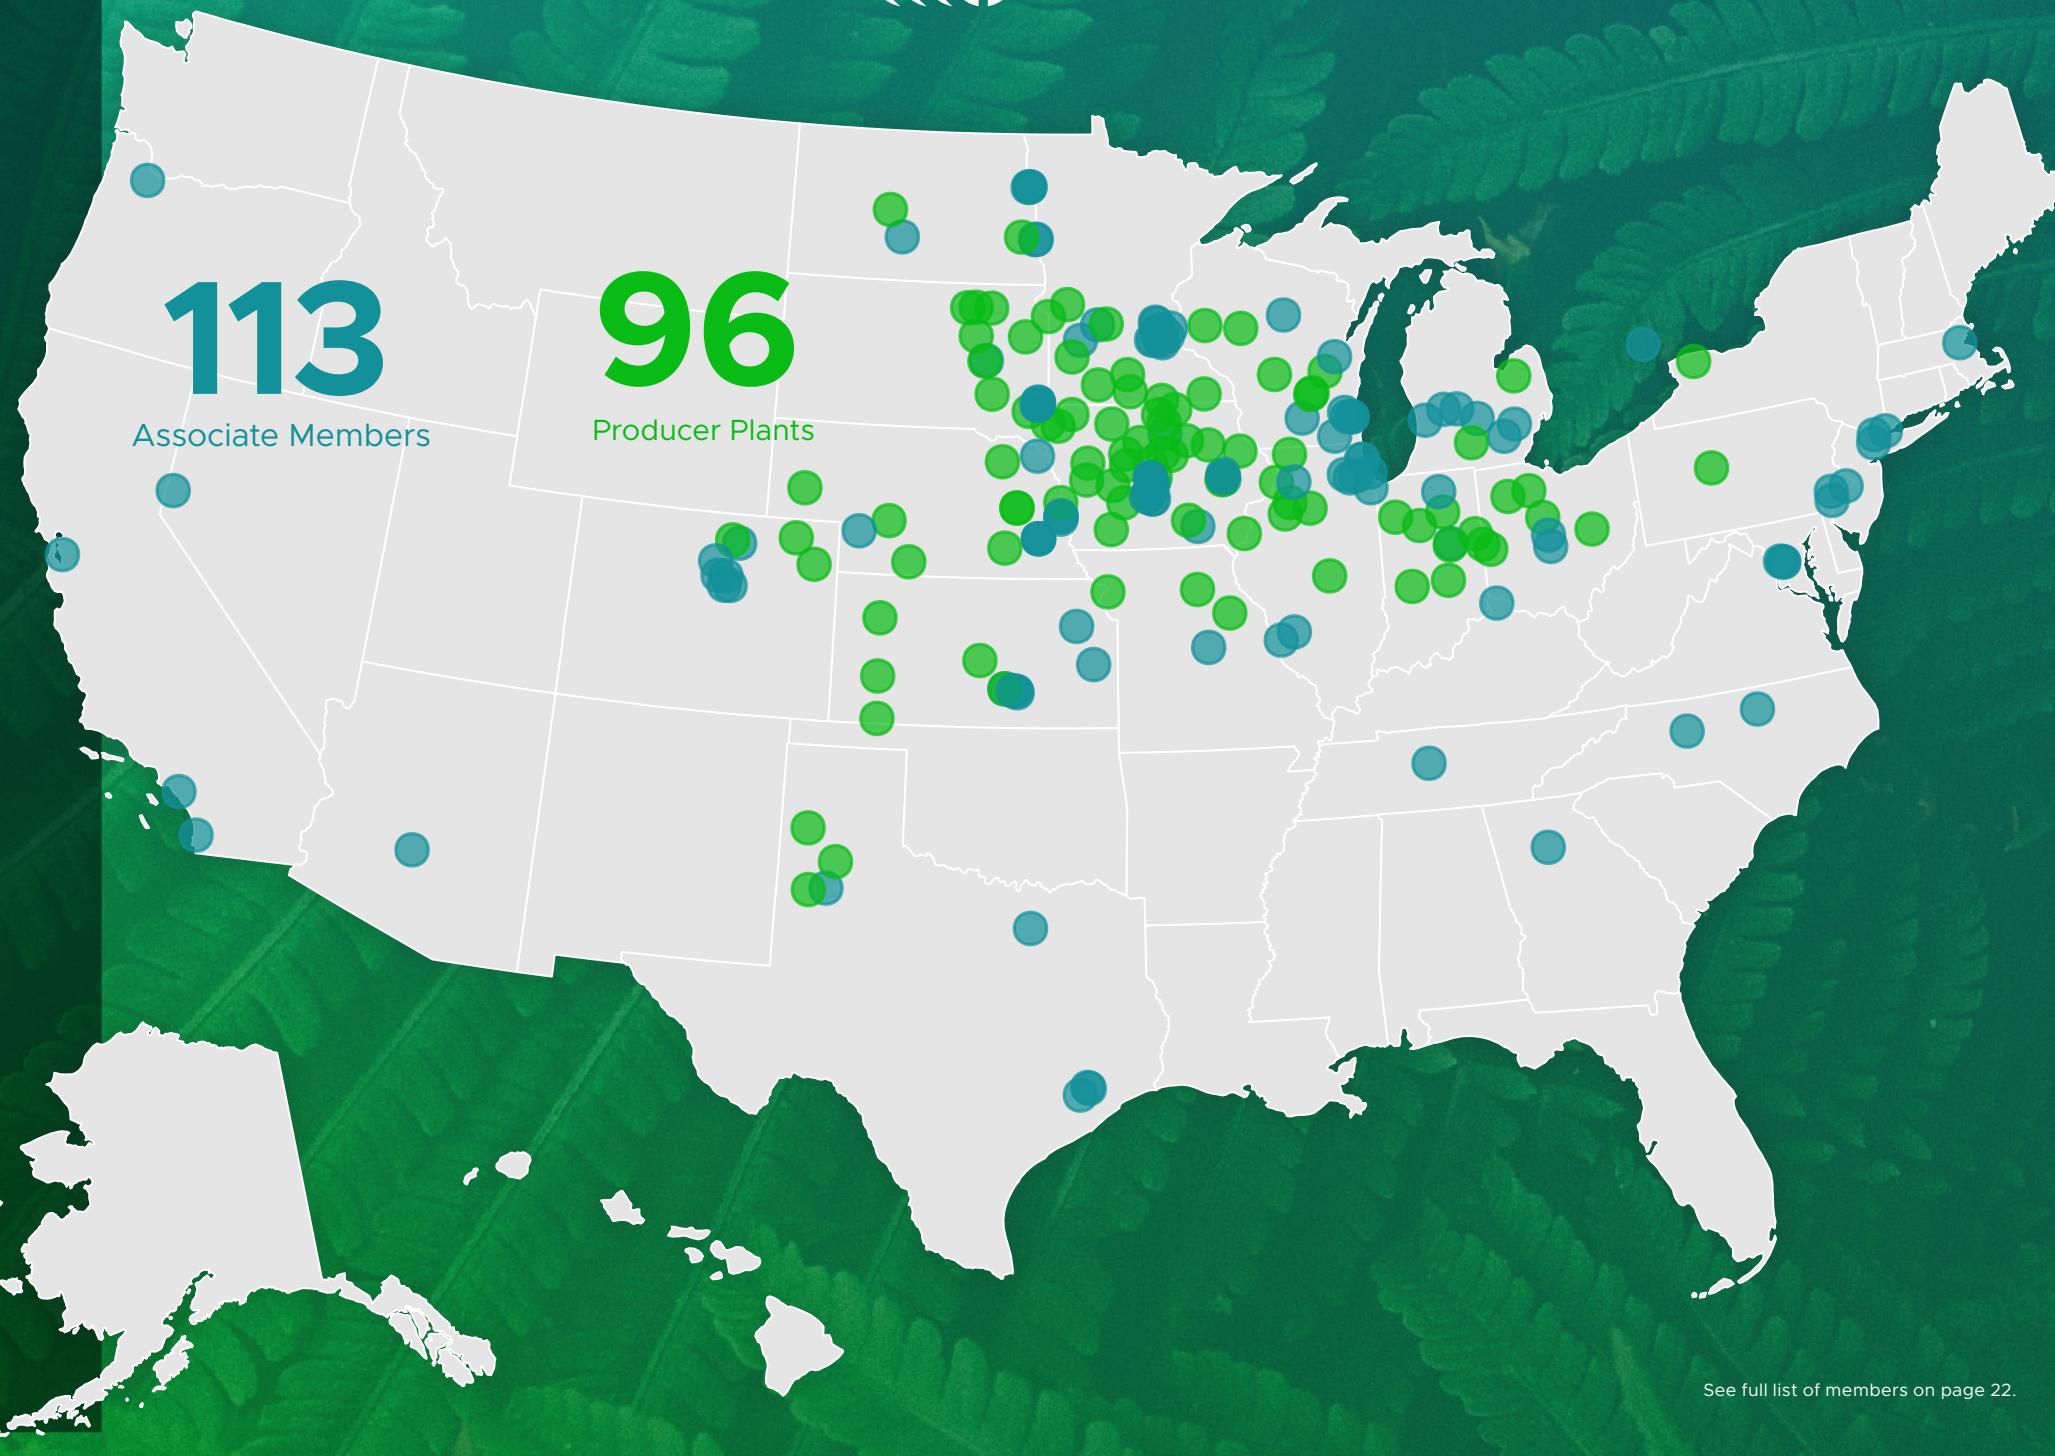 113
Associate Members
96
Producer Plants
See full list of members on page 22.